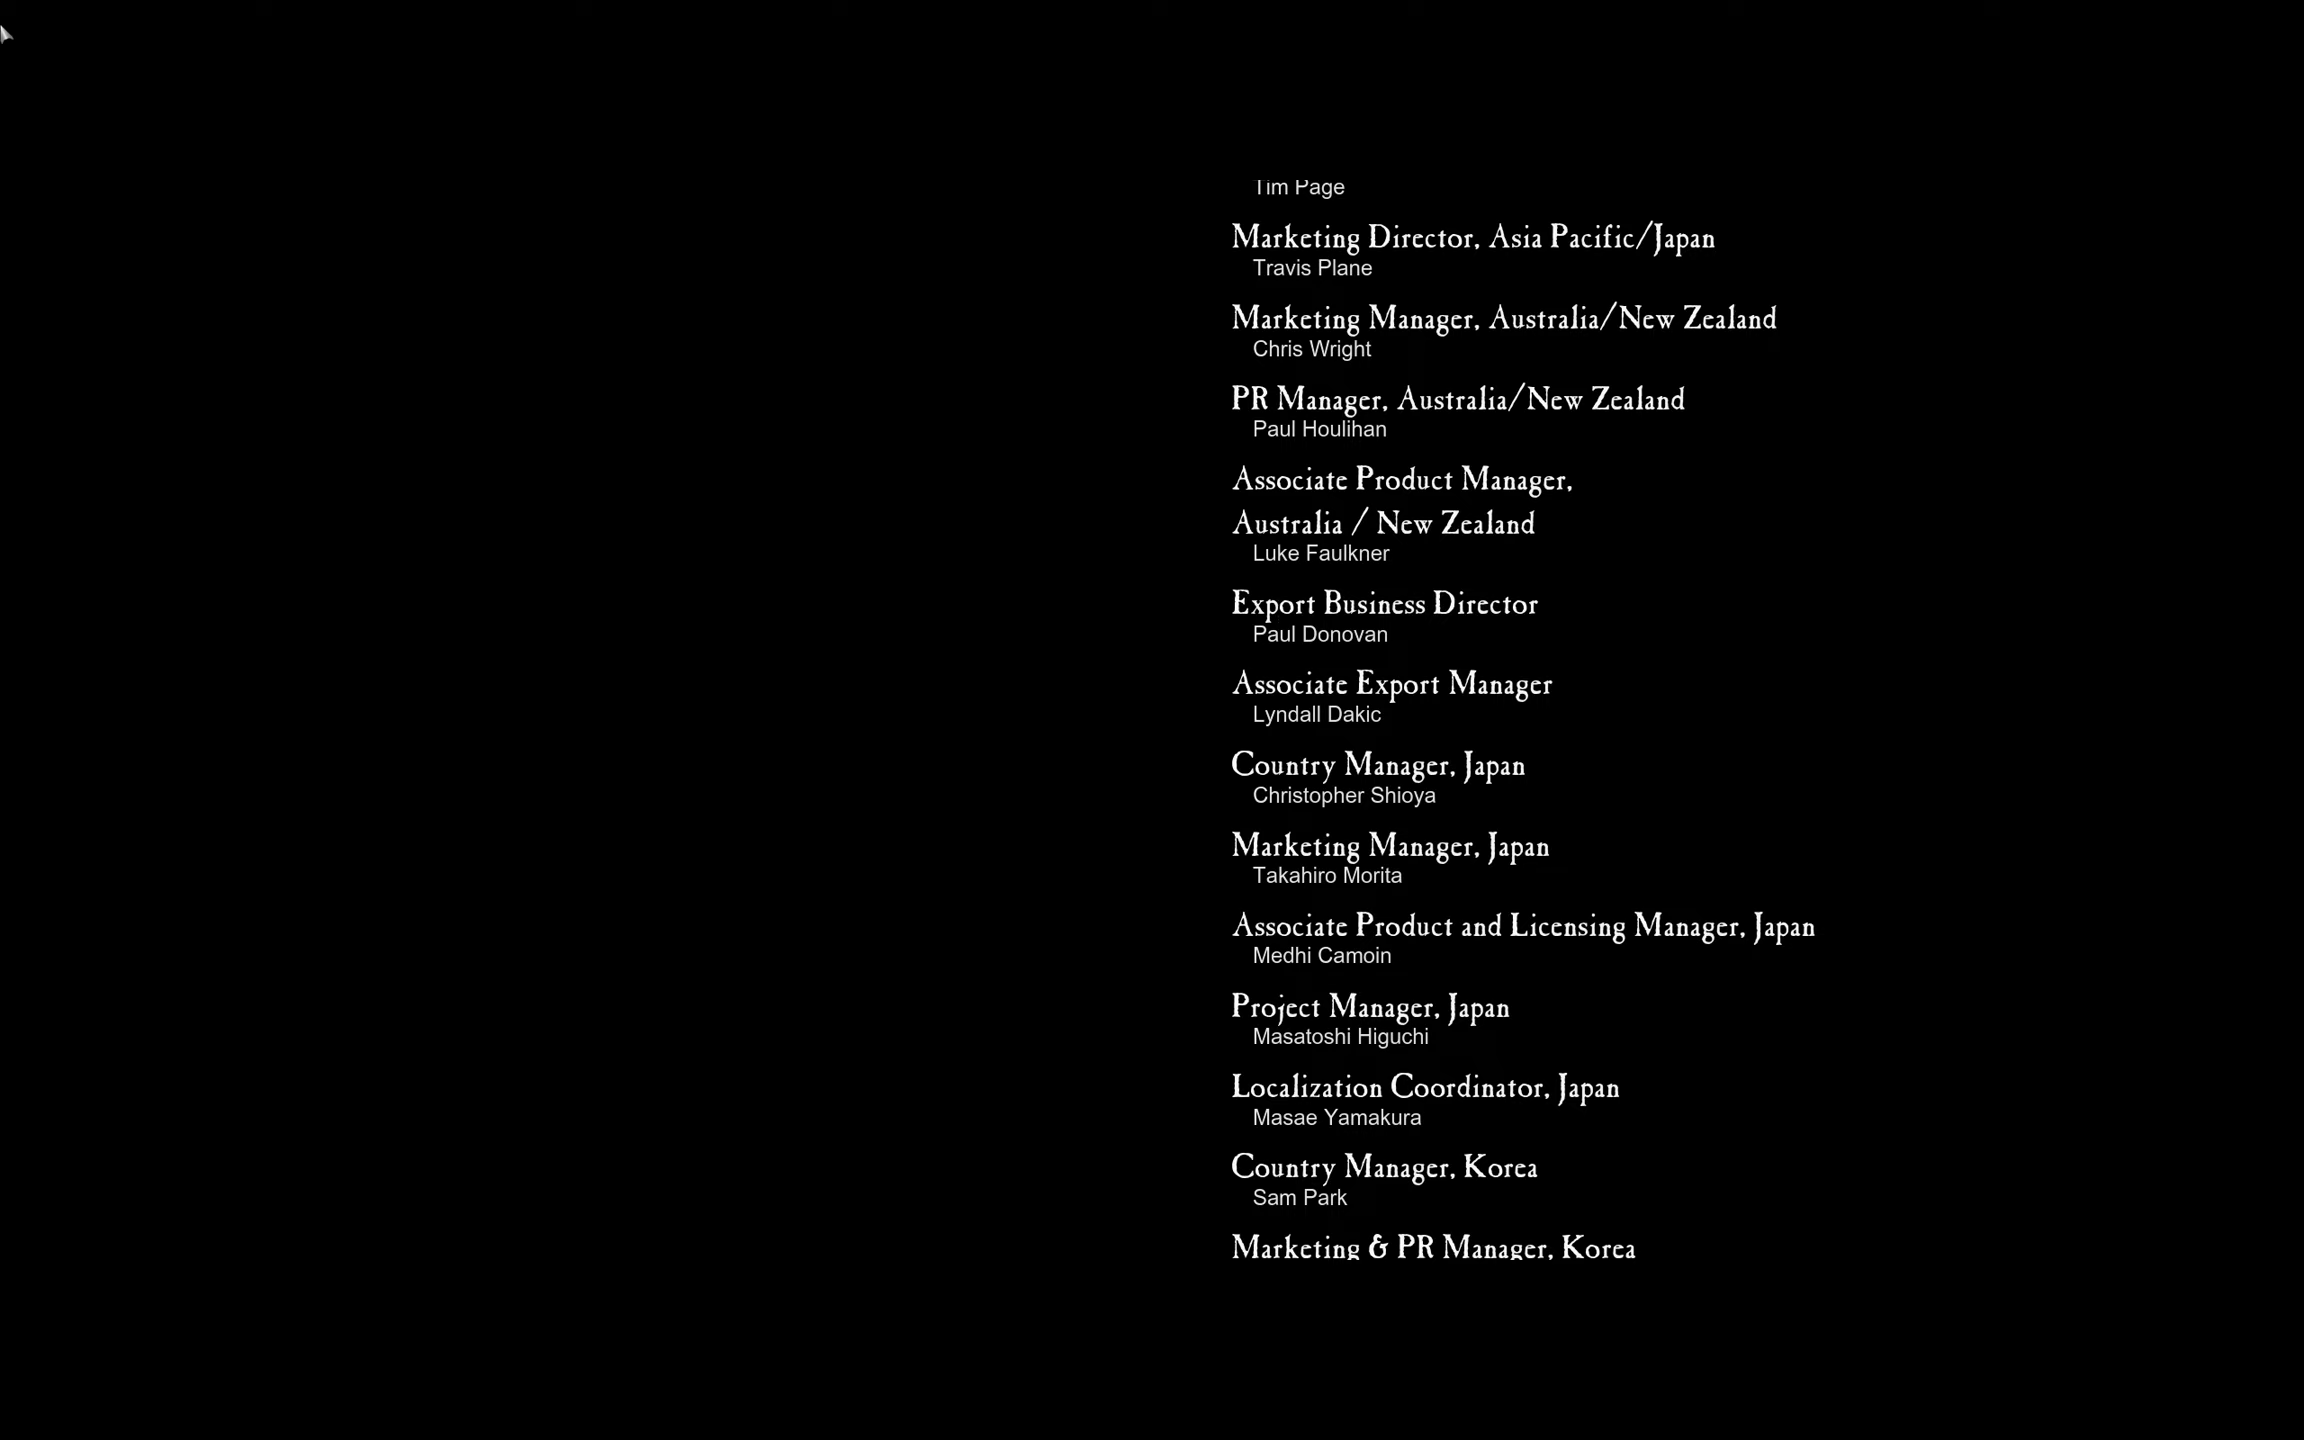 Tim Page
Marketing Director, Asia Pacific/Japan
Travis Plane
Marketing Manager, Australia/New Zealand
Chris Wright
PR Manager, Australia/New Zealand
Paul Houlihan
Associate Product Manager,
Australia / New Zealand
Luke Faulkner
Export Business Director
Paul Donovan
Associate Export Manager
Lyndall Dakic
Country Manager, Japan
Christopher Shioya
Marketing Manager, Japan
Takahiro Morita
Associate Product and Licensing Manager, Japan
Medhi Camoin
Project Manager, Japan
Masatoshi Higuchi
Localization Coordinator, Japan
Masae Yamakura
Country Manager, Korea
Sam Park
Marketing & PR Manager, Korea